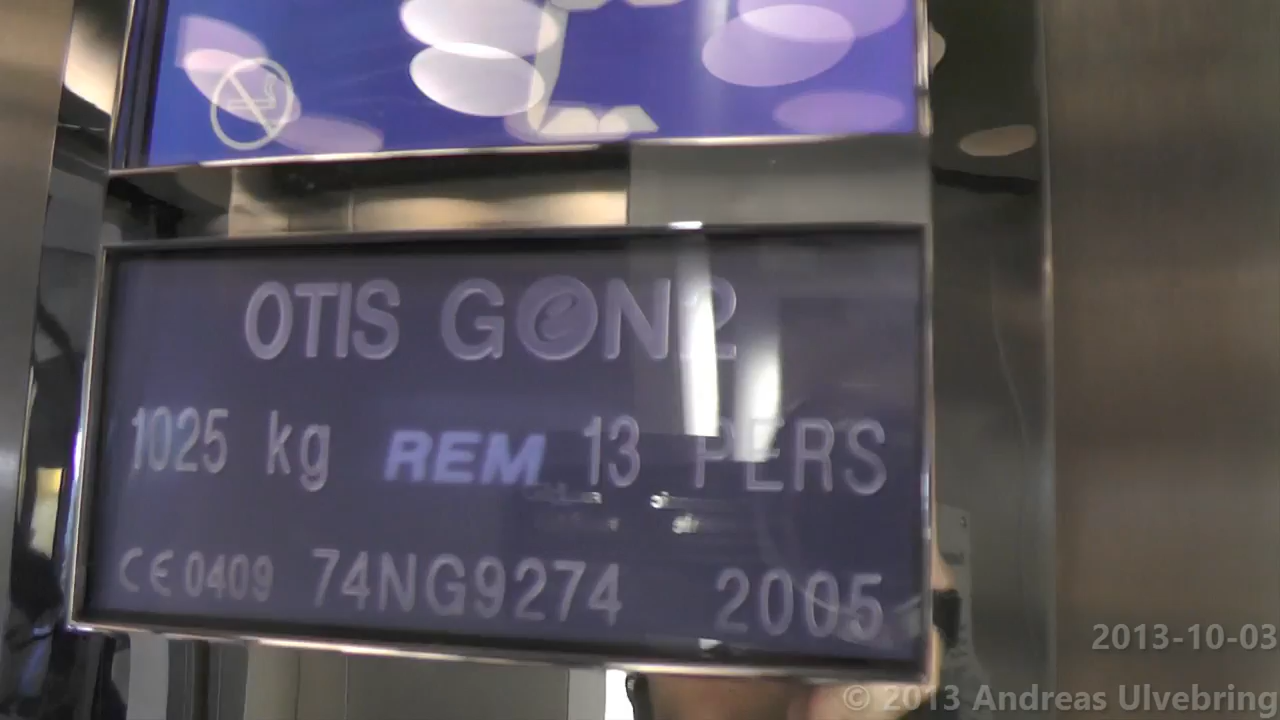 OTIS GeN2
1025 kg REM 13 PERS
CE 0409 74NG9274 2005
2013-10-03
© 2013 Andreas Ulvebring